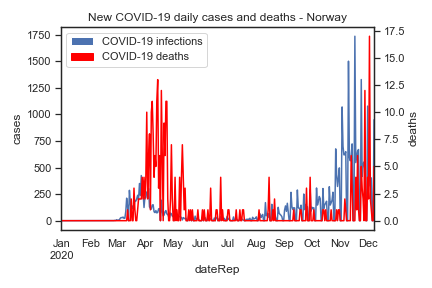 New COVID-19 daily cases and deaths - Norway
COVID-19 infections
COVID-19 deaths
1750
1500
1250
1000
750
500
250
0
cases
17.5
15.0
12.5
10.0
7.5
5.0
2.5
0.0
deaths
Jan Feb Mar Apr May Jun Jul Aug Sep Oct Nov Dec
2020
dateRep